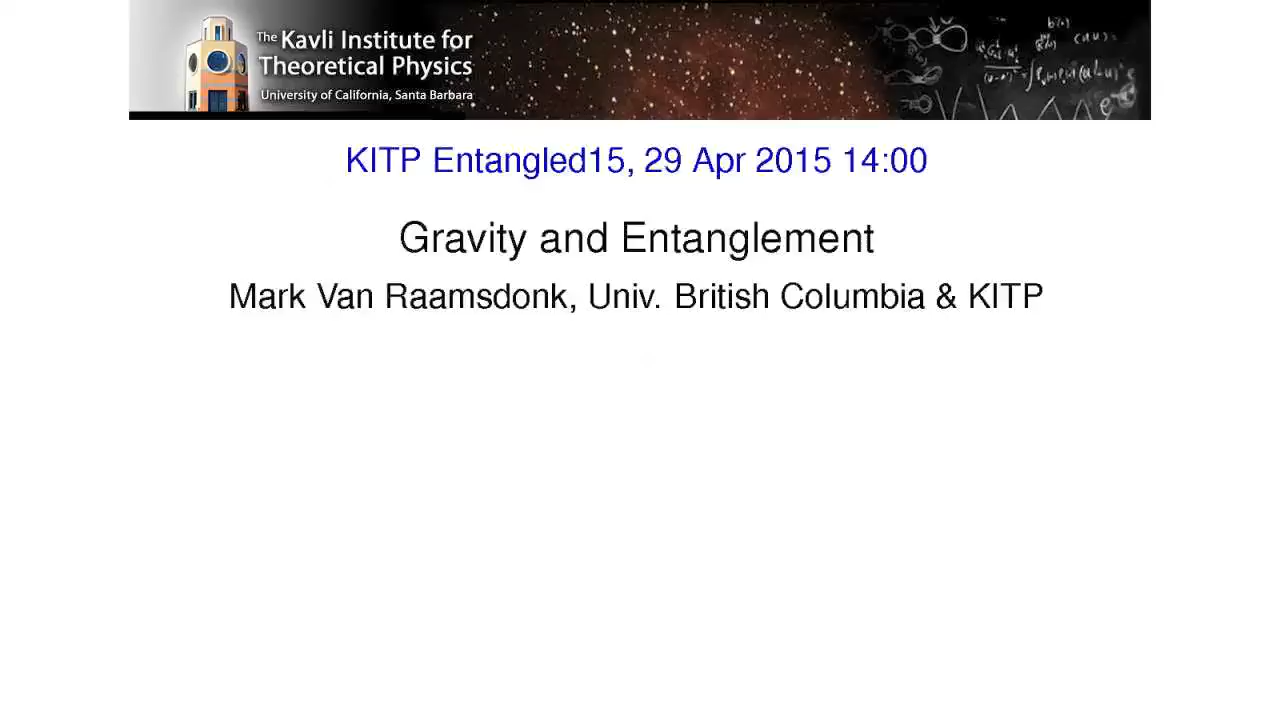 The Kavli Institute for
Theoretical Physics
University of California, Santa Barbara
KITP Entangled15, 29 Apr 2015 14:00
Gravity and Entanglement
Mark Van Raamsdonk, Univ. British Columbia & KITP